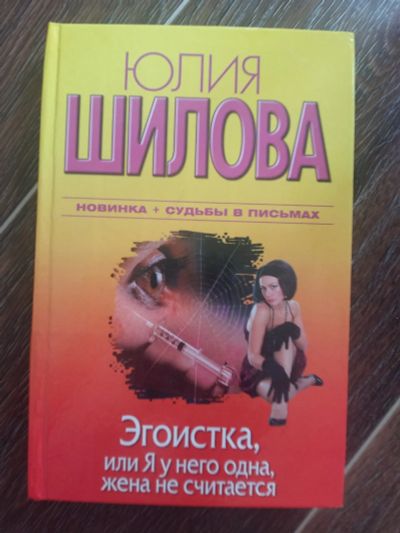 ЮЛИЯ
ШИЛОВА
НОВИНКА + СУДЬБЫ В ПИСЬМАХ
Эгоистка,
или Я у него одна,
жена не считается